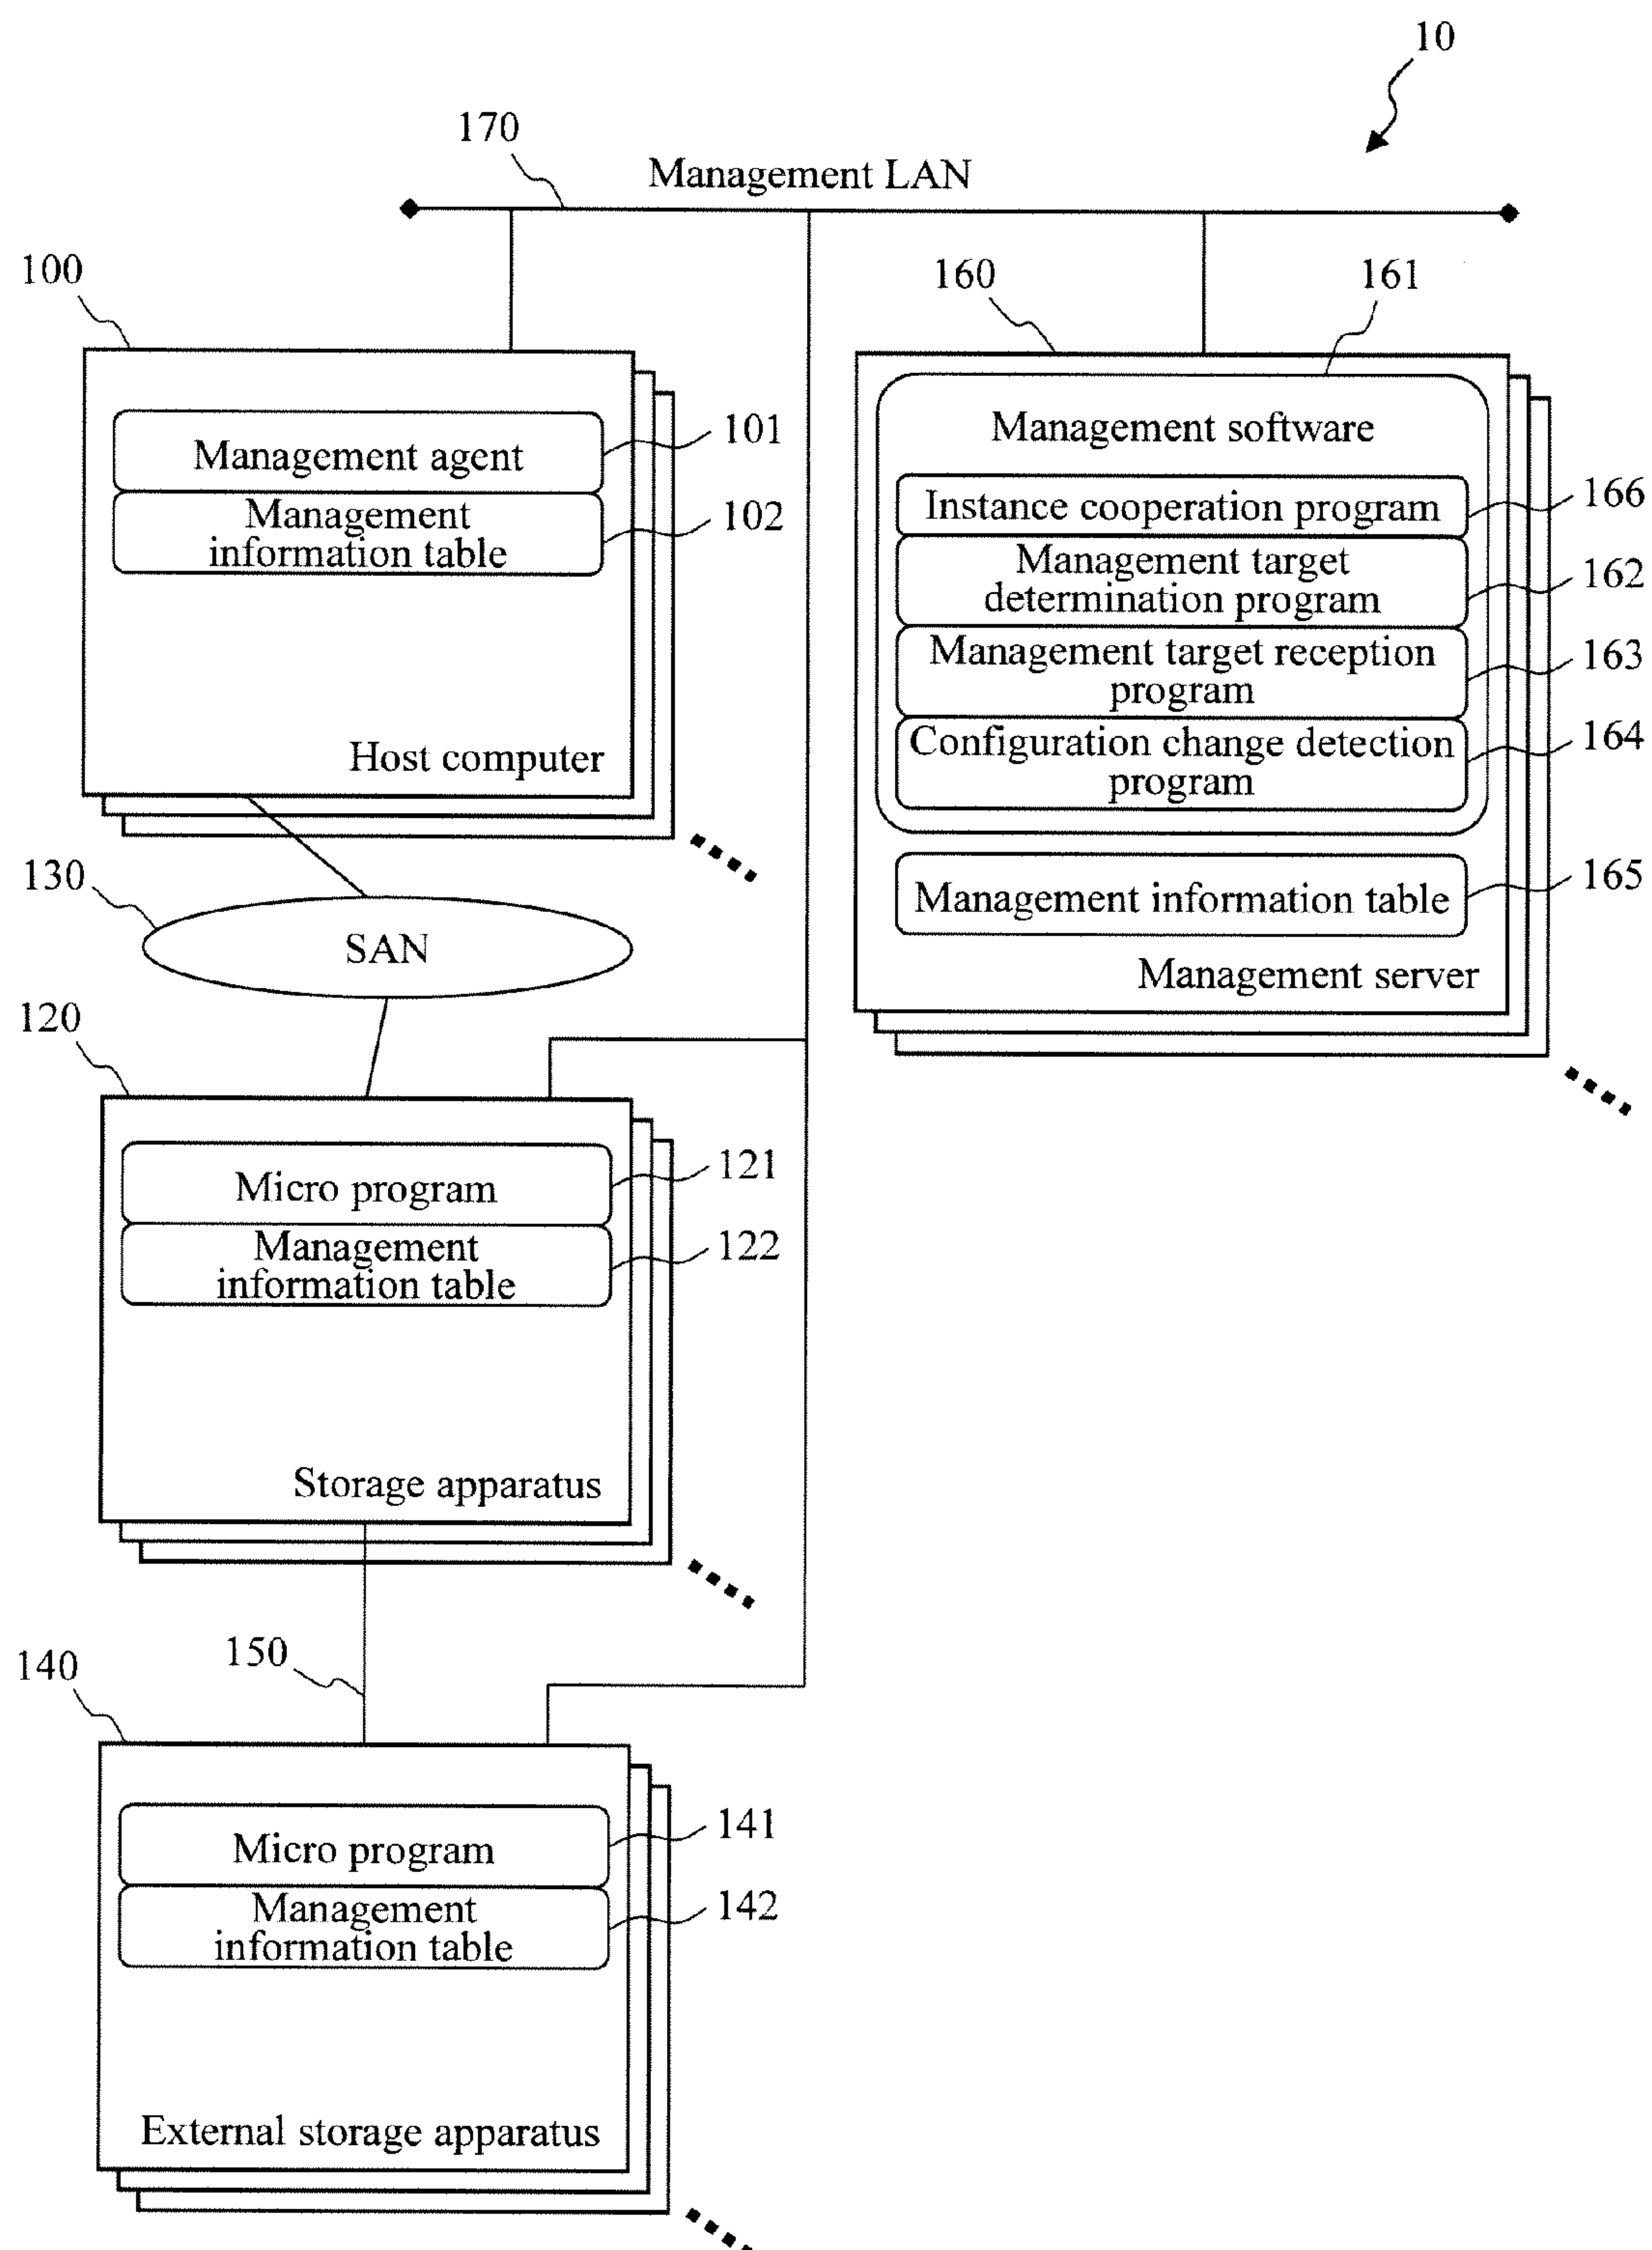 10
170
Management LAN
100
160
161
Management agent
101
Management
information table
102
Host computer
Management software
Instance cooperation program
166
Management target
determination program
162
Management target reception
program
163
Configuration change detection
program
164
Management information table
165
Management server
130
SAN
120
Micro program
121
Management
information table
122
Storage apparatus
150
140
Micro program
141
Management
information table
142
External storage apparatus